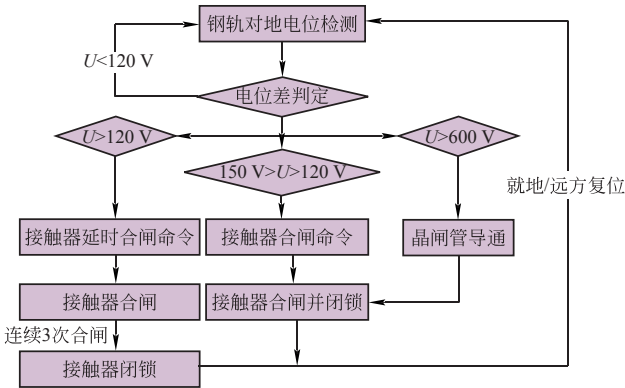 钢轨对地电位检测
U<120 V
电位差判定
U>120 V
150 V>U>120 V
U>600 V
就地/远方复位
接触器延时合闸命令
接触器合闸命令
晶闸管导通
接触器合闸
接触器合闸并闭锁
连续3次合闸
接触器闭锁